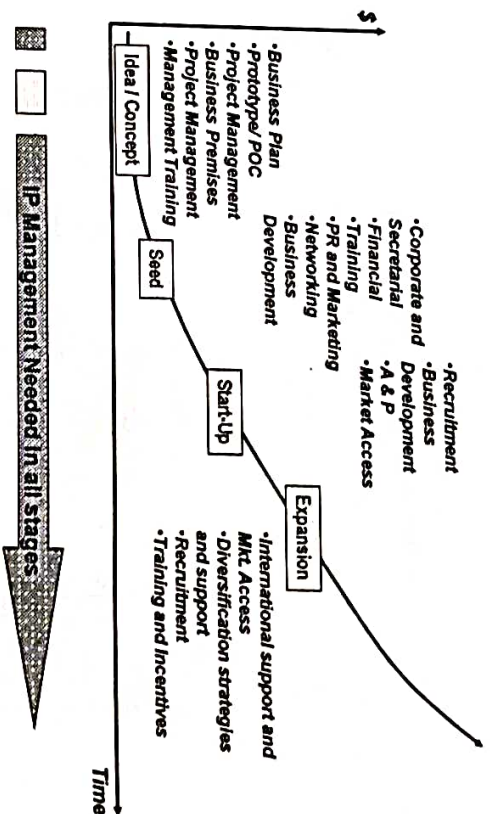 $
•Business Plan
•Prototype/ POC
•Project Management
•Business Premises
•Project Management
•Management Training
Idea / Concept
•Corporate and
Secretarial
•Financial
•Training
•PR and Marketing
•Networking
•Business
Development
Seed
•Recruitment
•Business
Development
•A & P
•Market Access
Start-Up
Expansion
•International support and
Mkt. Access
•Diversification strategies
and support
•Recruitment
•Training and Incentives
Time
IP Management Needed in all stages